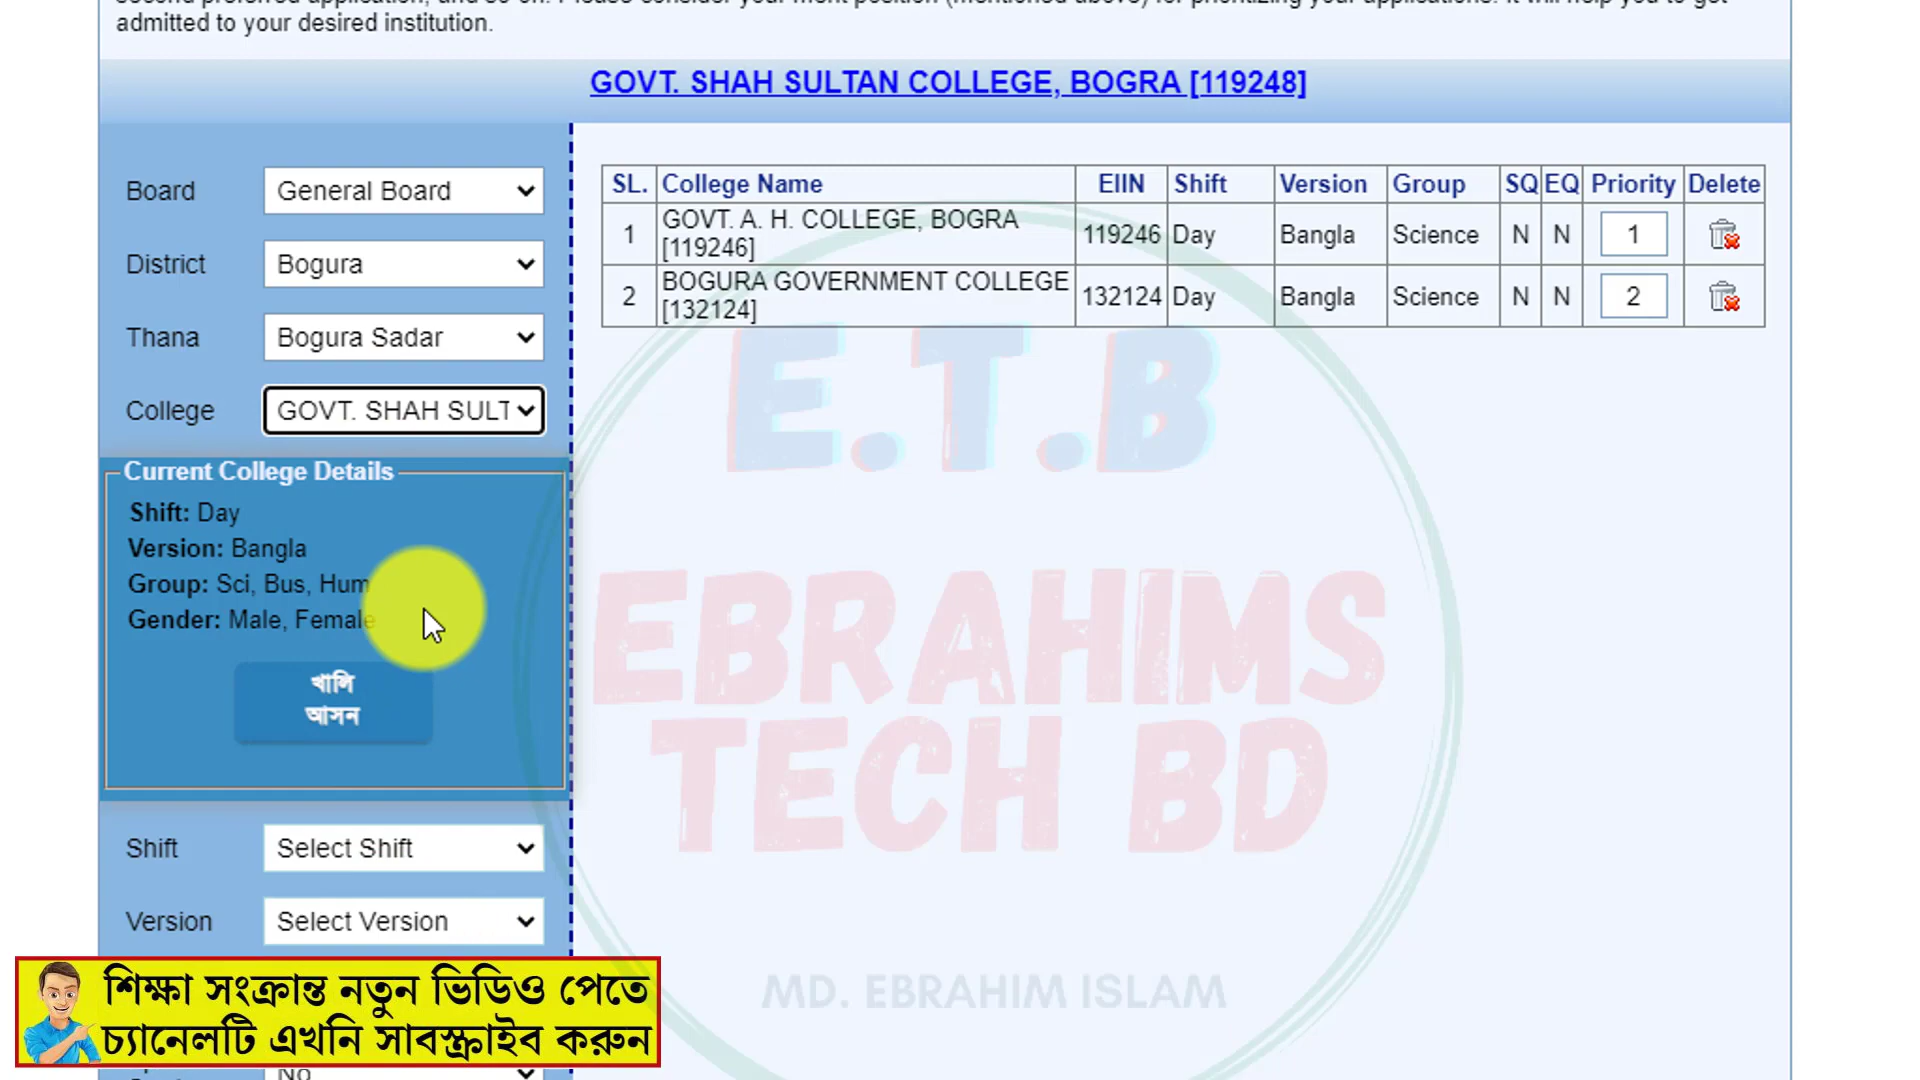 admitted to your desired institution.
GOVT. SHAH SULTAN COLLEGE, BOGRA [119248]
Board General Board
District Bogura
Thana Bogura Sadar
College GOVT. SHAH SULT
Current College Details
Shift: Day
Version: Bangla
Group: Sci, Bus, Hum
Gender: Male, Female
খালি
আসন
Shift Select Shift
Version Select Version
No
SL. College Name EIIN Shift Version Group SQ EQ Priority Delete
1 GOVT. A. H. COLLEGE, BOGRA [119246] 119246 Day Bangla Science N N 1
2 BOGURA GOVERNMENT COLLEGE [132124] 132124 Day Bangla Science N N 2
E.T.B
EBRAHIMS
TECH BD
MD. EBRAHIM ISLAM
শিক্ষা সংক্রান্ত নতুন ভিডিও পেতে
চ্যানেলটি এখনি সাবস্ক্রাইব করুন